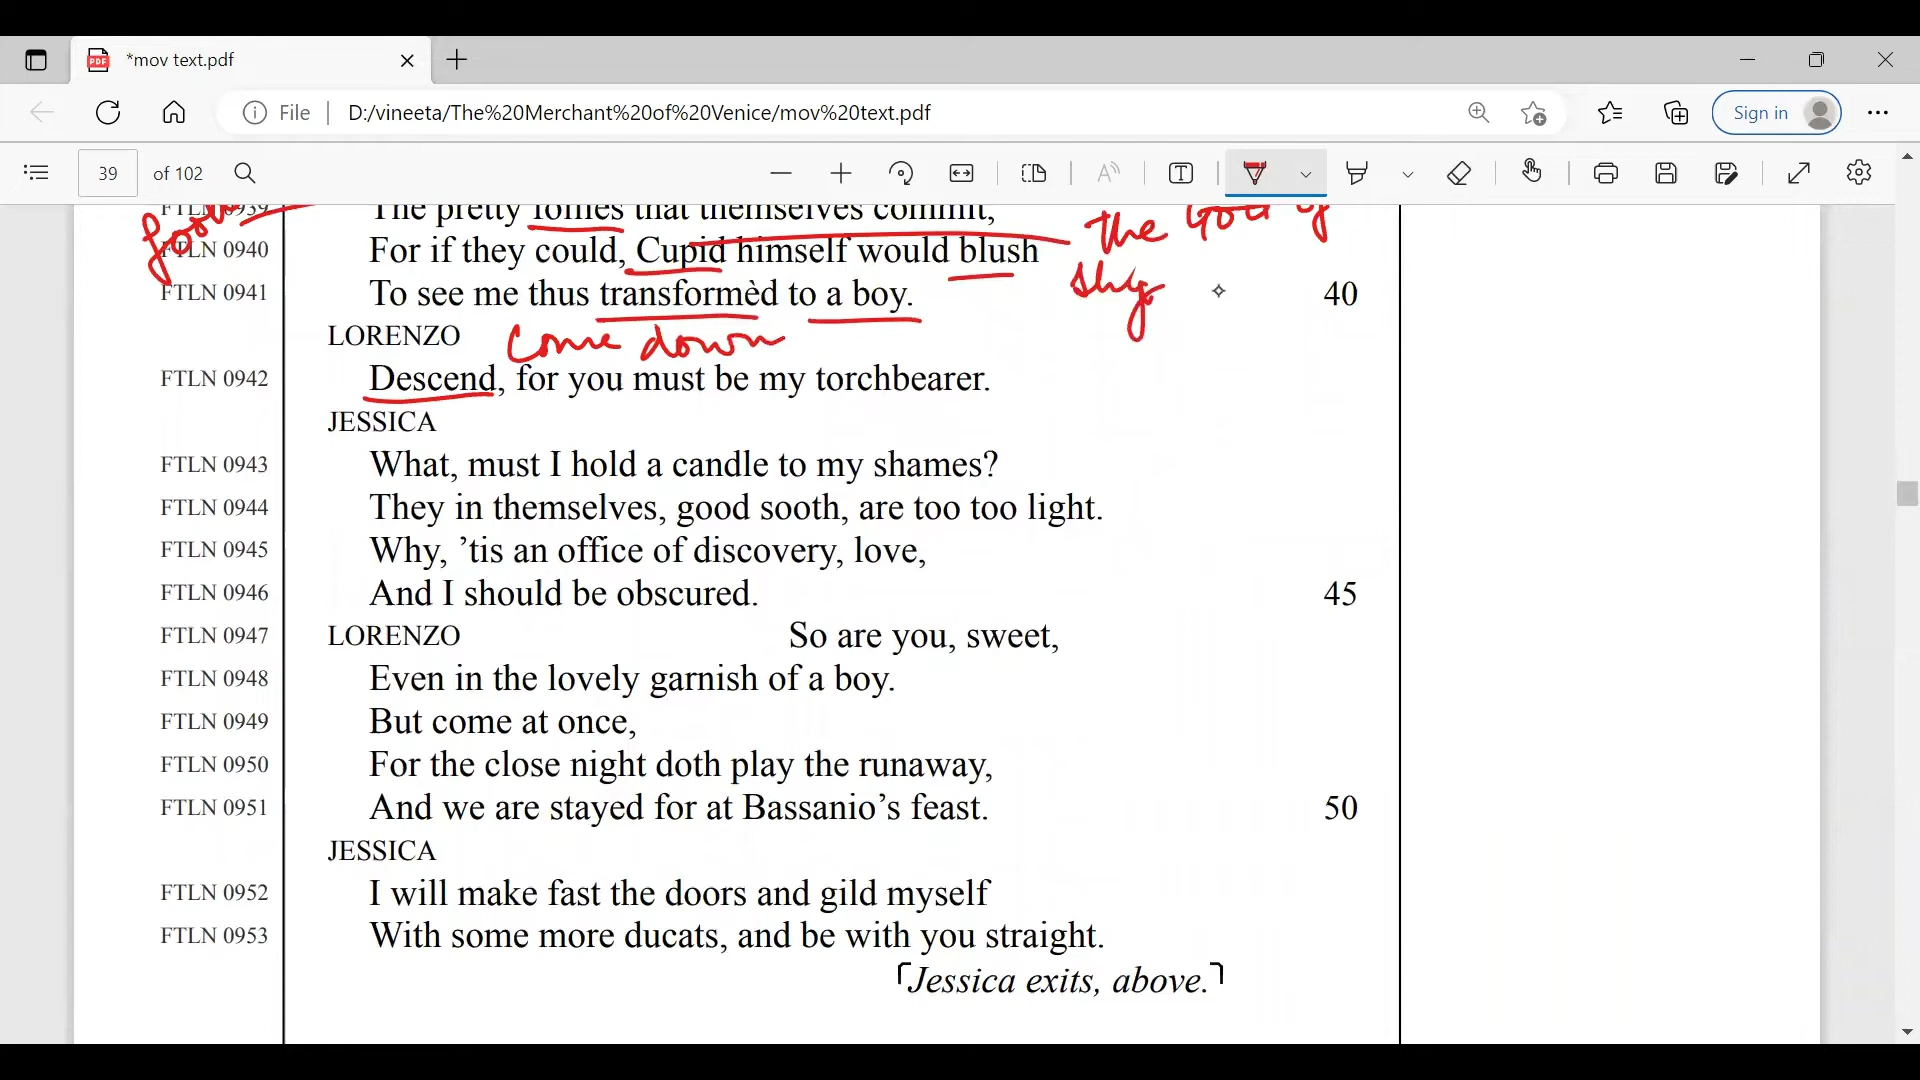 *mov text.pdf
File | D:/vineeta/The%20Merchant%20of%20Venice/mov%20text.pdf
Sign in
39 of 102
FTLN 0939 The pretty follies that themselves commit,
the God of
FTLN 0940 For if they could, Cupid himself would blush
shy
FTLN 0941 To see me thus transformèd to a boy. 40
LORENZO come down
FTLN 0942 Descend, for you must be my torchbearer.
JESSICA
FTLN 0943 What, must I hold a candle to my shames?
FTLN 0944 They in themselves, good sooth, are too too light.
FTLN 0945 Why, ’tis an office of discovery, love,
FTLN 0946 And I should be obscured. 45
FTLN 0947 LORENZO So are you, sweet,
FTLN 0948 Even in the lovely garnish of a boy.
FTLN 0949 But come at once,
FTLN 0950 For the close night doth play the runaway,
FTLN 0951 And we are stayed for at Bassanio’s feast. 50
JESSICA
FTLN 0952 I will make fast the doors and gild myself
FTLN 0953 With some more ducats, and be with you straight.
⌜Jessica exits, above.⌝